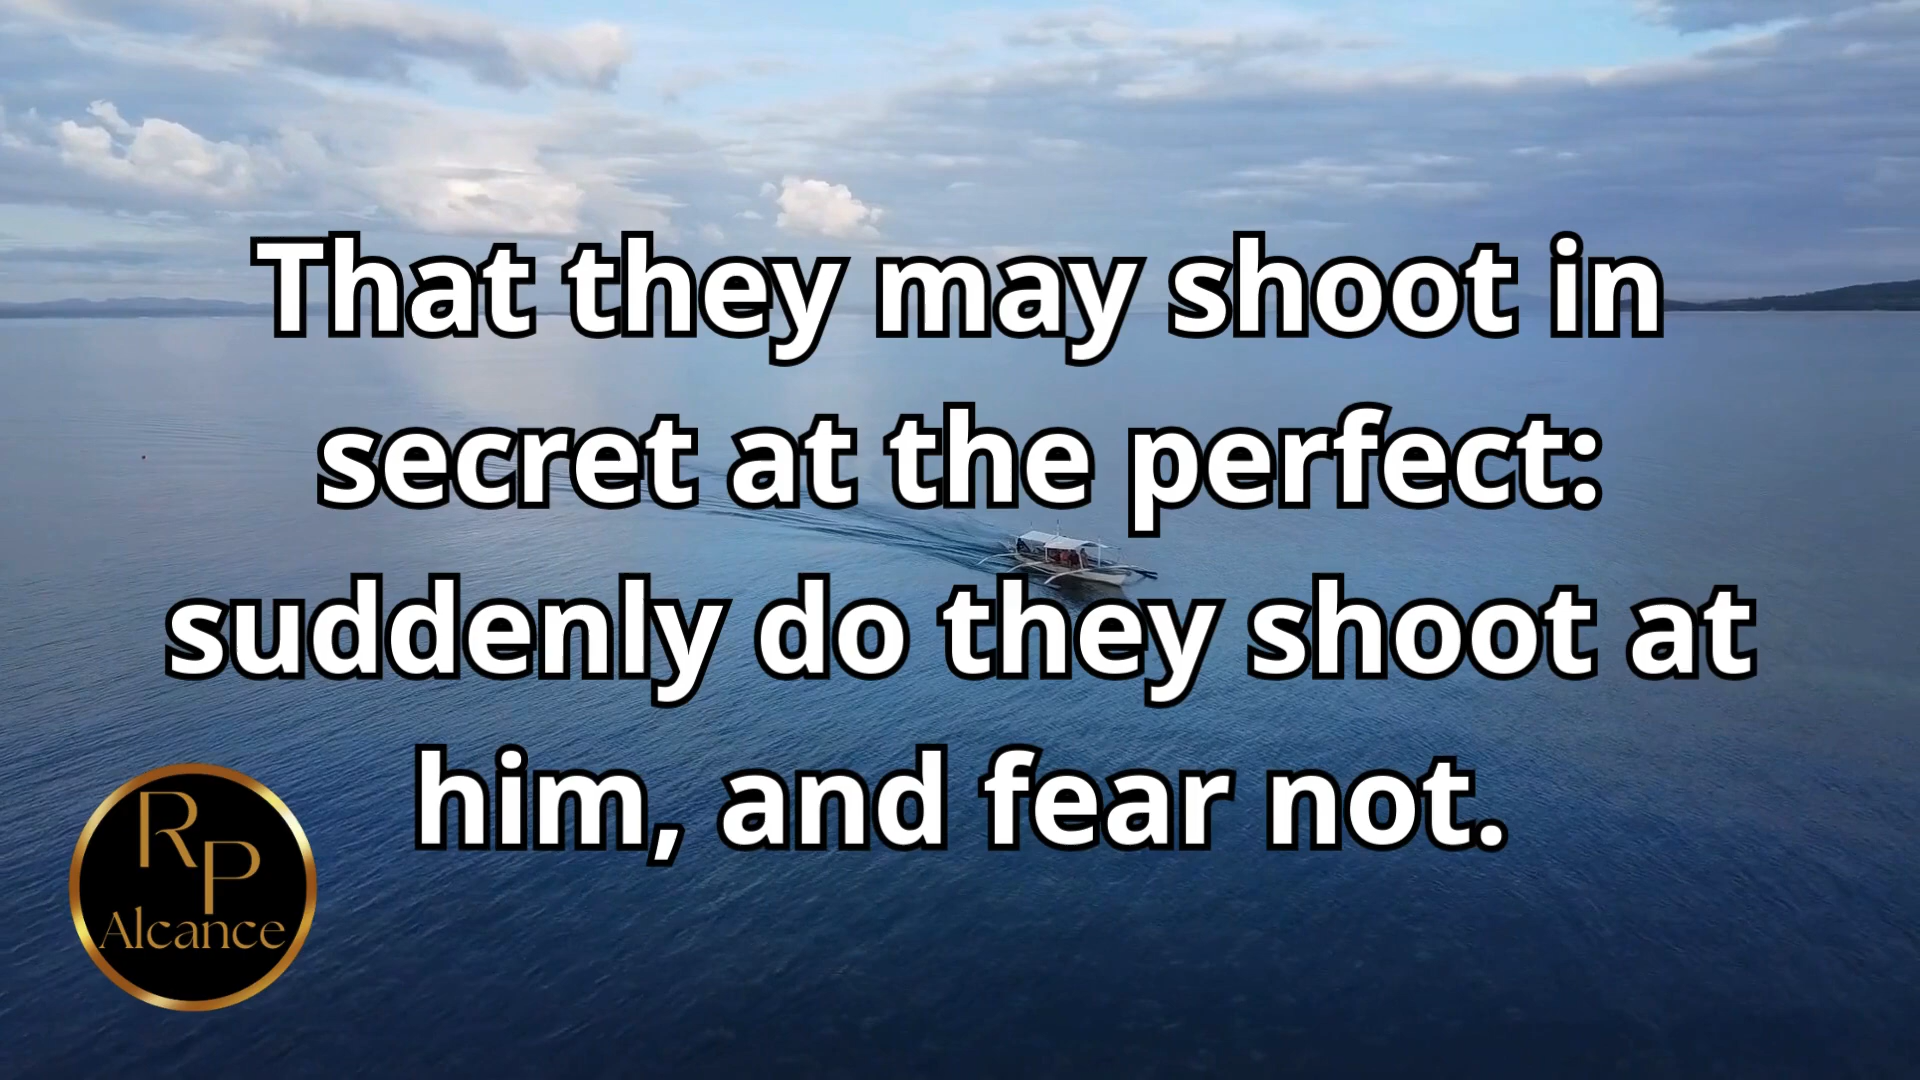 That they may shoot in
secret at the perfect:
suddenly do they shoot at
him, and fear not.
RP
Alcance